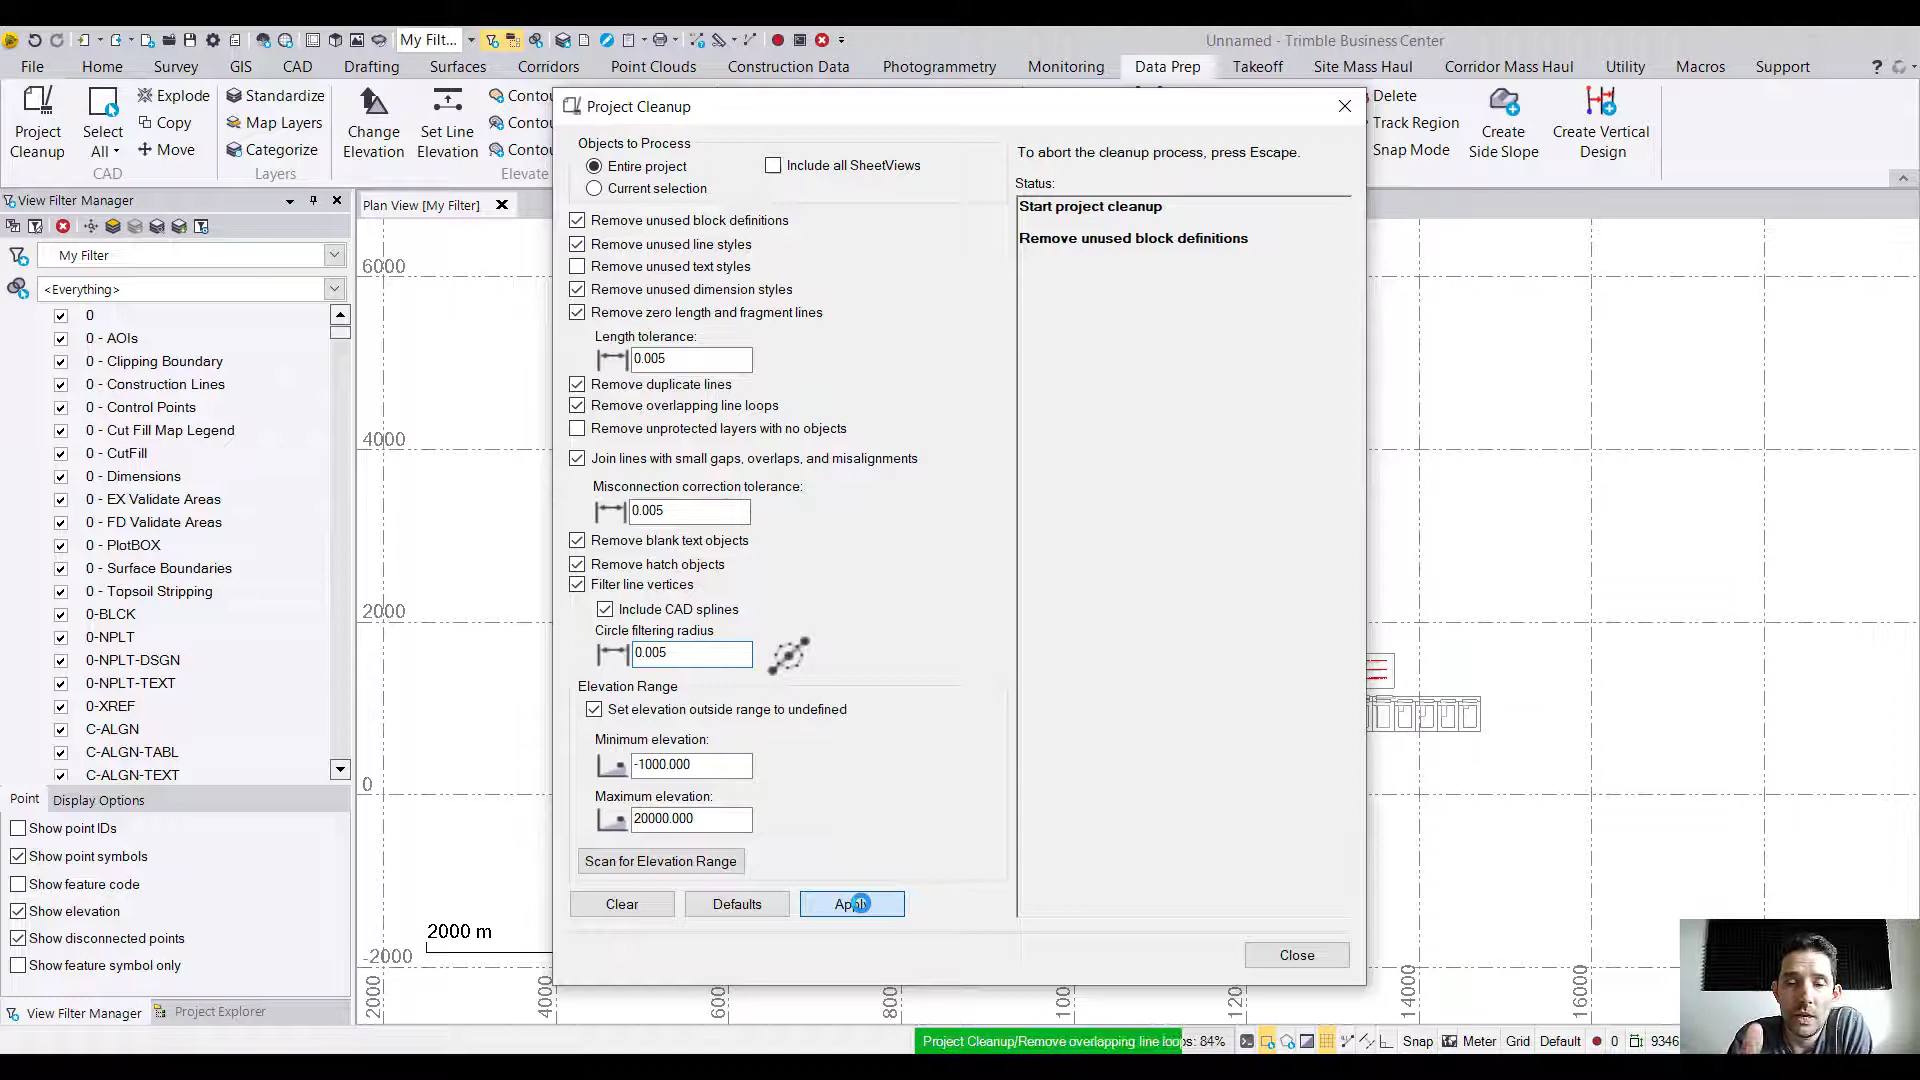 My Filt...
Unnamed - Trimble Business Center
File Home Survey GIS CAD Drafting Surfaces Corridors Point Clouds Construction Data Photogrammetry Monitoring Data Prep Takeoff Site Mass Haul Corridor Mass Haul Utility Macros Support
Project Cleanup
Select All
Explode
Copy
Move
CAD
Standardize
Map Layers
Categorize
Layers
Change Elevation
Set Line Elevation
Contou
Contou
Contou
Elevate
Delete
Track Region
Snap Mode
Create Side Slope
Create Vertical Design
View Filter Manager
My Filter
<Everything>
0
0 - AOIs
0 - Clipping Boundary
0 - Construction Lines
0 - Control Points
0 - Cut Fill Map Legend
0 - CutFill
0 - Dimensions
0 - EX Validate Areas
0 - FD Validate Areas
0 - PlotBOX
0 - Surface Boundaries
0 - Topsoil Stripping
0-BLCK
0-NPLT
0-NPLT-DSGN
0-NPLT-TEXT
0-XREF
C-ALGN
C-ALGN-TABL
C-ALGN-TEXT
Point Display Options
Show point IDs
Show point symbols
Show feature code
Show elevation
Show disconnected points
Show feature symbol only
View Filter Manager Project Explorer
Plan View [My Filter]
6000
4000
2000
0
-2000
2000 m
2000
400
600
800
100
120
14000
16000
Project Cleanup
Objects to Process
Entire project
Include all SheetViews
Current selection
Remove unused block definitions
Remove unused line styles
Remove unused text styles
Remove unused dimension styles
Remove zero length and fragment lines
Length tolerance:
0.005
Remove duplicate lines
Remove overlapping line loops
Remove unprotected layers with no objects
Join lines with small gaps, overlaps, and misalignments
Misconnection correction tolerance:
0.005
Remove blank text objects
Remove hatch objects
Filter line vertices
Include CAD splines
Circle filtering radius
0.005
Elevation Range
Set elevation outside range to undefined
Minimum elevation:
-1000.000
Maximum elevation:
20000.000
Scan for Elevation Range
Clear Defaults Apply
To abort the cleanup process, press Escape.
Status:
Start project cleanup
Remove unused block definitions
Close
Project Cleanup/Remove overlapping line loops: 84%
Snap Meter Grid Default 0 9346